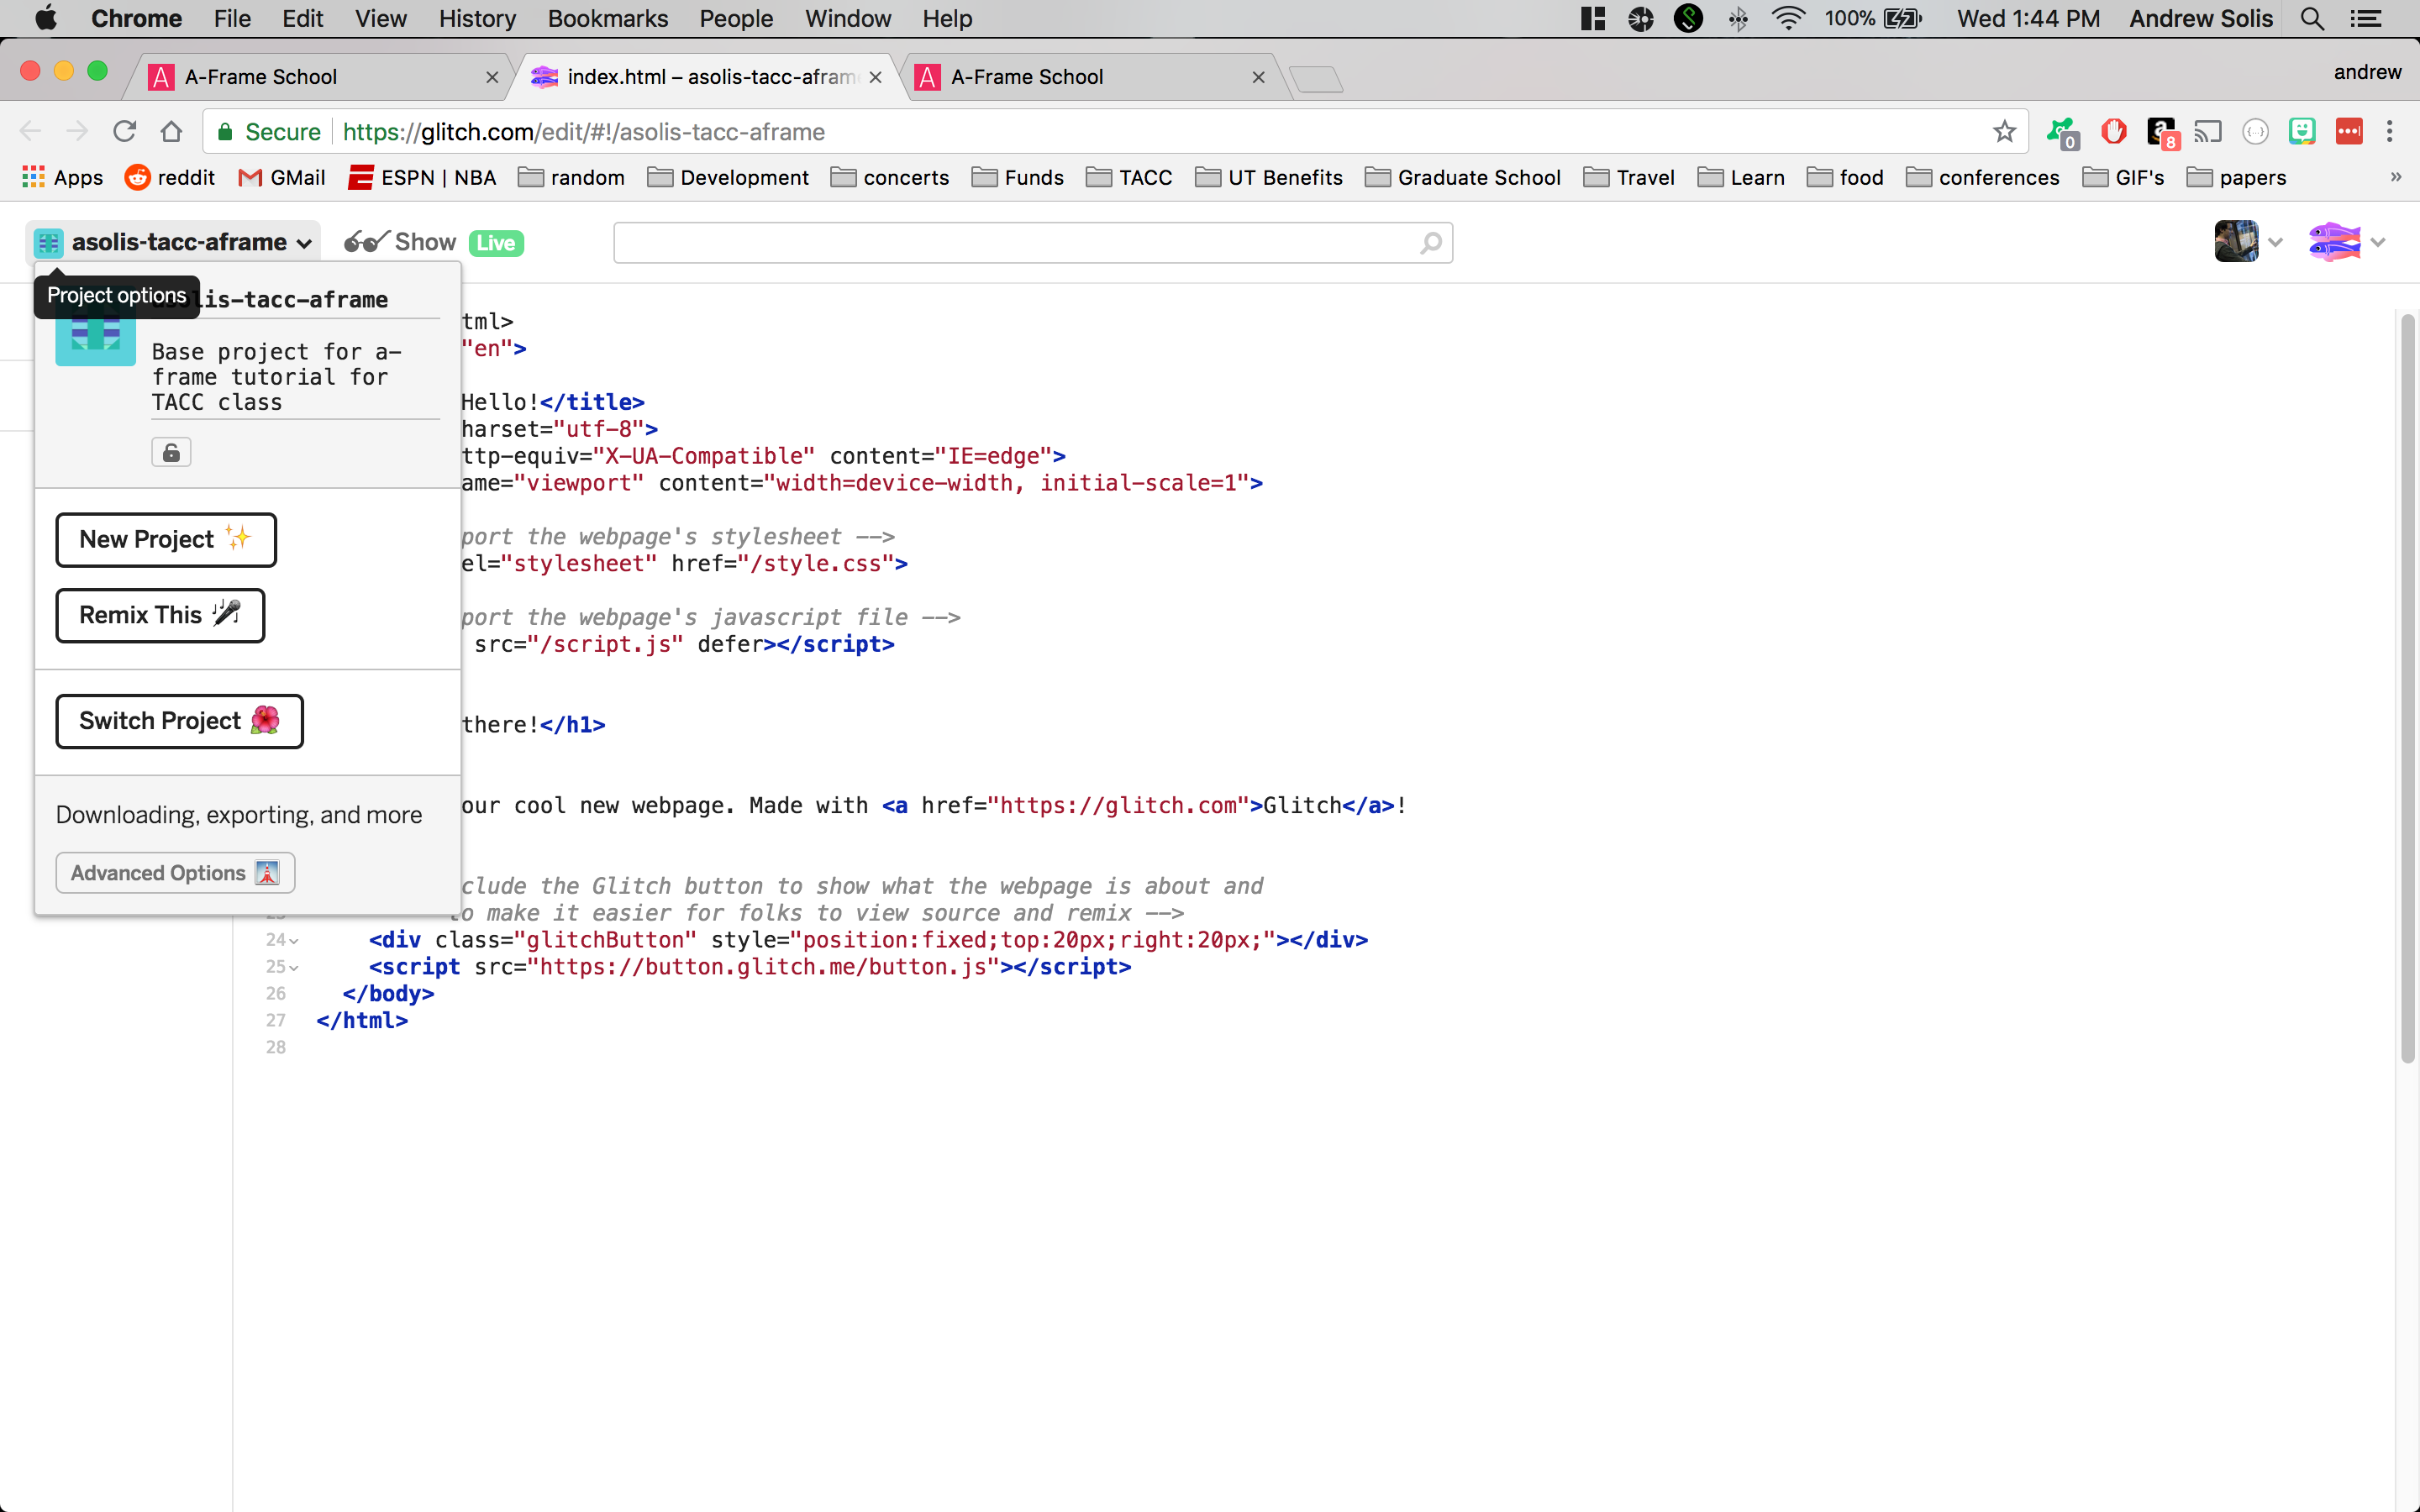 Chrome File Edit View History Bookmarks People Window Help 100% Wed 1:44 PM Andrew Solis
A-Frame School index.html – asolis-tacc-afram A-Frame School andrew
Secure https://glitch.com/edit/#!/asolis-tacc-aframe 0 8
Apps reddit GMail ESPN | NBA random Development concerts Funds TACC UT Benefits Graduate School Travel Learn food conferences GIF's papers »
asolis-tacc-aframe Show Live
Project options
asolis-tacc-aframe
Base project for a-
frame tutorial for
TACC class
New Project
Remix This
Switch Project
Downloading, exporting, and more
Advanced Options
tml>
"en">
Hello!</title>
harset="utf-8">
ttp-equiv="X-UA-Compatible" content="IE=edge">
ame="viewport" content="width=device-width, initial-scale=1">
port the webpage's stylesheet -->
el="stylesheet" href="/style.css">
port the webpage's javascript file -->
src="/script.js" defer></script>
there!</h1>
our cool new webpage. Made with <a href="https://glitch.com">Glitch</a>!
clude the Glitch button to show what the webpage is about and
to make it easier for folks to view source and remix -->
24 <div class="glitchButton" style="position:fixed;top:20px;right:20px;"></div>
25 <script src="https://button.glitch.me/button.js"></script>
26 </body>
27 </html>
28